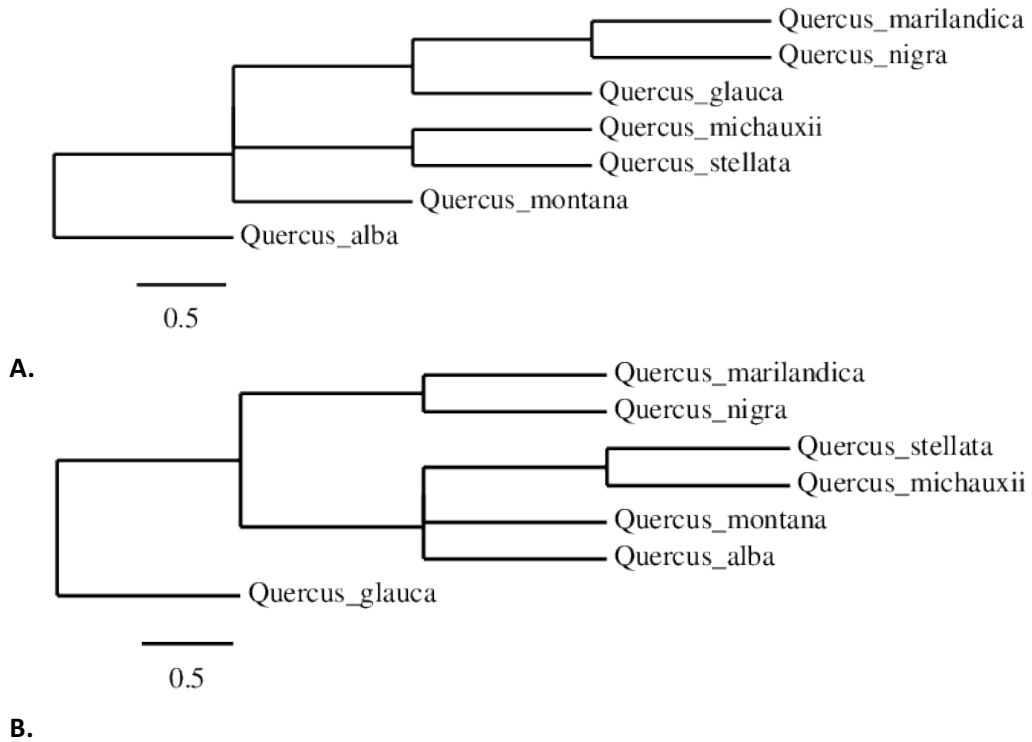 Quercus_marilandica
Quercus_nigra
Quercus_glauca
Quercus_michauxii
Quercus_stellata
Quercus_montana
Quercus_alba
0.5
A.
Quercus_marilandica
Quercus_nigra
Quercus_stellata
Quercus_michauxii
Quercus_montana
Quercus_alba
Quercus_glauca
0.5
B.